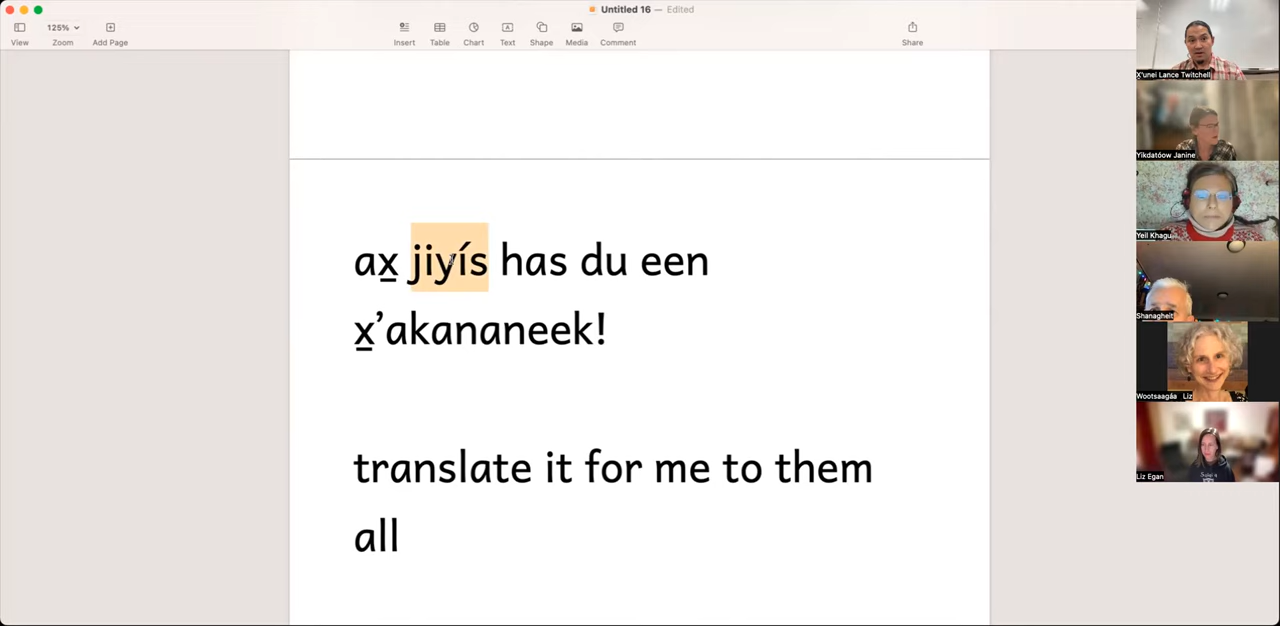 Untitled 16 — Edited
View
125%
Zoom
Add Page
Insert
Table
Chart
Text
Shape
Media
Comment
Share
ax̲ jiyís has du een
x̲’akananeek!
translate it for me to them
all
X̲'unei Lance Twitchell
Yikdatóow Janine
Yeil Khagu
Shanagheit
Wootsaagáa Liz
Liz Egan